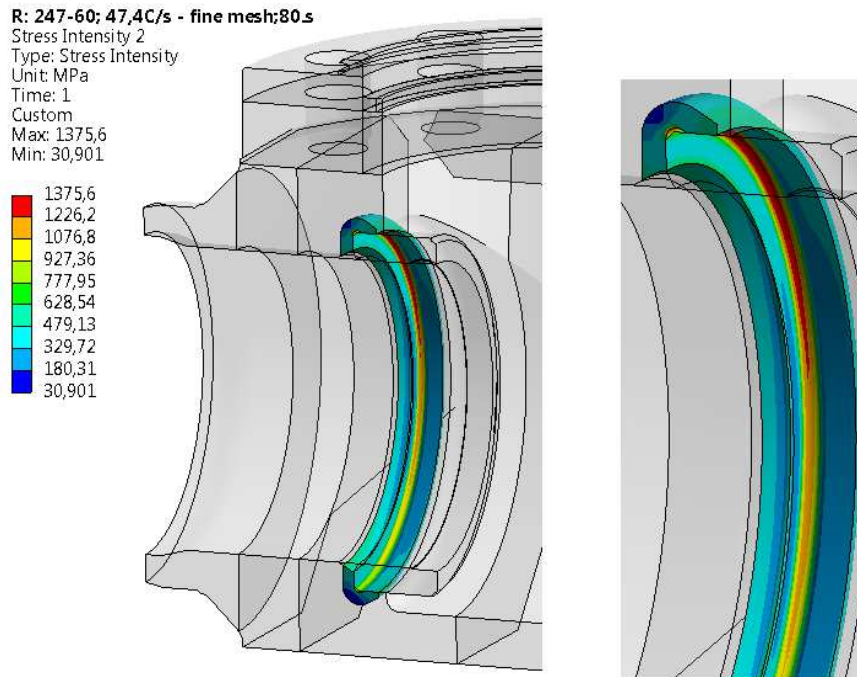 R: 247-60; 47,4C/s - fine mesh;80.s
Stress Intensity 2
Type: Stress Intensity
Unit: MPa
Time: 1
Custom
Max: 1375,6
Min: 30,901
1375,6
1226,2
1076,8
927,36
777,95
628,54
479,13
329,72
180,31
30,901